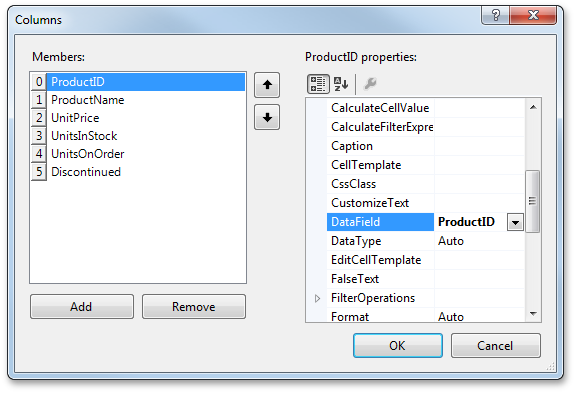 Columns
?
Members:
0 ProductID
1 ProductName
2 UnitPrice
3 UnitsInStock
4 UnitsOnOrder
5 Discontinued
Add Remove
ProductID properties:
CalculateCellValue
CalculateFilterExpre
Caption
CellTemplate
CssClass
CustomizeText
DataField ProductID
DataType Auto
EditCellTemplate
FalseText
FilterOperations
Format Auto
OK Cancel